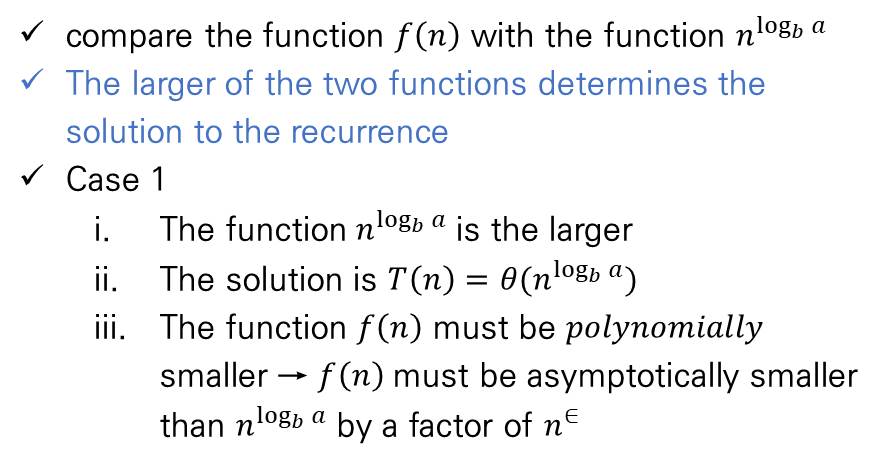 ✓ compare the function f(n) with the function n^{log_b a}
✓ The larger of the two functions determines the
solution to the recurrence
✓ Case 1
i. The function n^{log_b a} is the larger
ii. The solution is T(n) = θ(n^{log_b a})
iii. The function f(n) must be polynomially
smaller → f(n) must be asymptotically smaller
than n^{log_b a} by a factor of n^∈